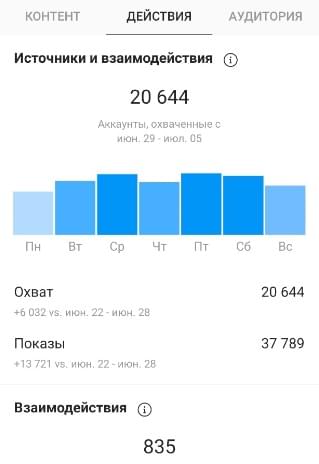 КОНТЕНТ ДЕЙСТВИЯ АУДИТОРИЯ
Источники и взаимодействия
20 644
Аккаунты, охваченные с
июн. 29 - июл. 05
Пн Вт Ср Чт Пт Сб Вс
Охват 20 644
+6 032 vs. июн. 22 - июн. 28
Показы 37 789
+13 721 vs. июн. 22 - июн. 28
Взаимодействия
835